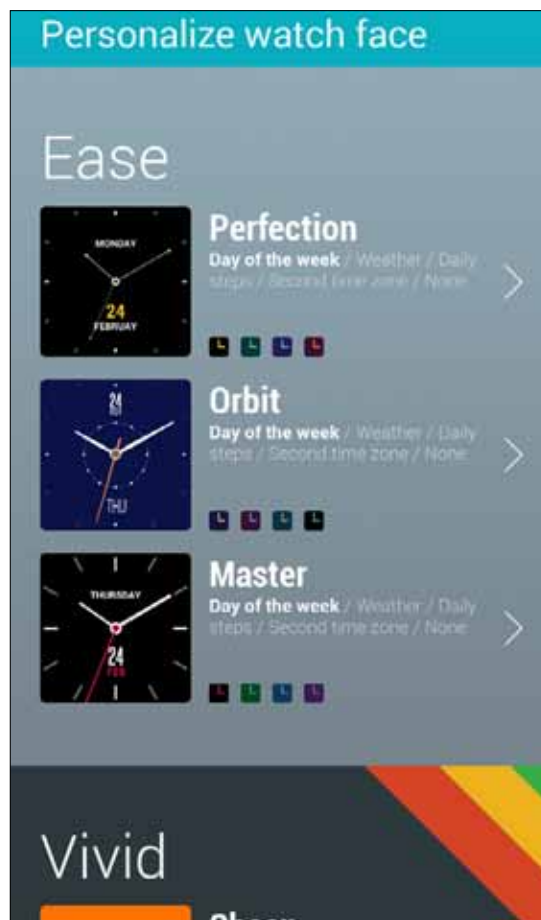 Personalize watch face
Ease
MONDAY
24
FEBRUARY
Perfection
Day of the week / Weather / Daily
steps / Second time zone / None
24
THU
Orbit
Day of the week / Weather / Daily
steps / Second time zone / None
THURSDAY
24
FEB
Master
Day of the week / Weather / Daily
steps / Second time zone / None
Vivid